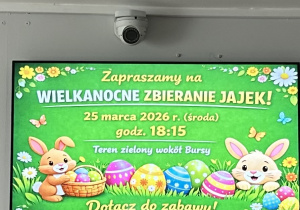 Zapraszamy na
WIELKANOCNE ZBIERANIE JAJEK!
25 marca 2026 r. (środa)
godz. 18:15
Teren zielony wokół Bursy
Dołącz do zabawy!